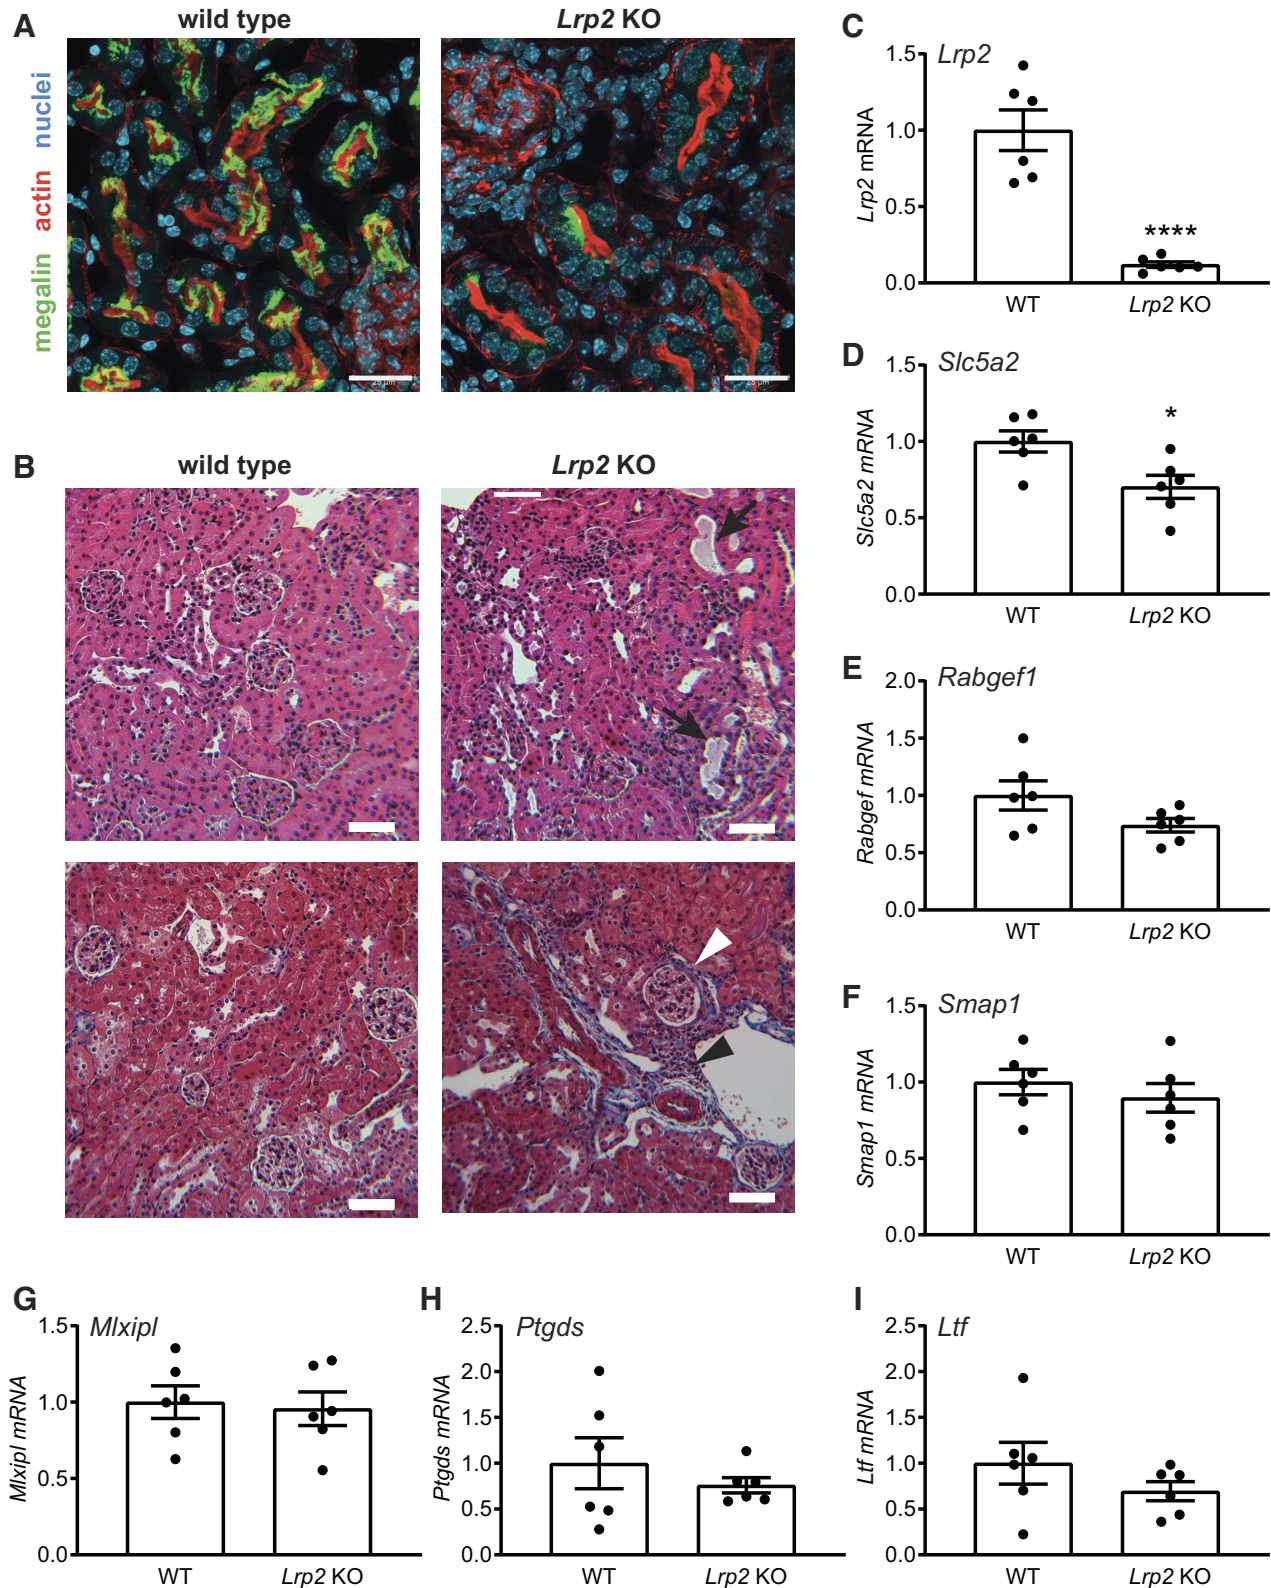 A
wild type
Lrp2 KO
megalin actin nuclei
25 µm
25 µm
B
wild type
Lrp2 KO
C
Lrp2
Lrp2 mRNA
1.5
1.0
0.5
0.0
****
WT
Lrp2 KO
D
Slc5a2
Slc5a2 mRNA
1.5
1.0
0.5
0.0
*
WT
Lrp2 KO
E
Rabgef1
Rabgef mRNA
2.0
1.5
1.0
0.5
0.0
WT
Lrp2 KO
F
Smap1
Smap1 mRNA
1.5
1.0
0.5
0.0
WT
Lrp2 KO
G
Mlxipl
Mlxipl mRNA
1.5
1.0
0.5
0.0
WT
Lrp2 KO
H
Ptgds
Ptgds mRNA
2.5
2.0
1.5
1.0
0.5
0.0
WT
Lrp2 KO
I
Ltf
Ltf mRNA
2.5
2.0
1.5
1.0
0.5
0.0
WT
Lrp2 KO